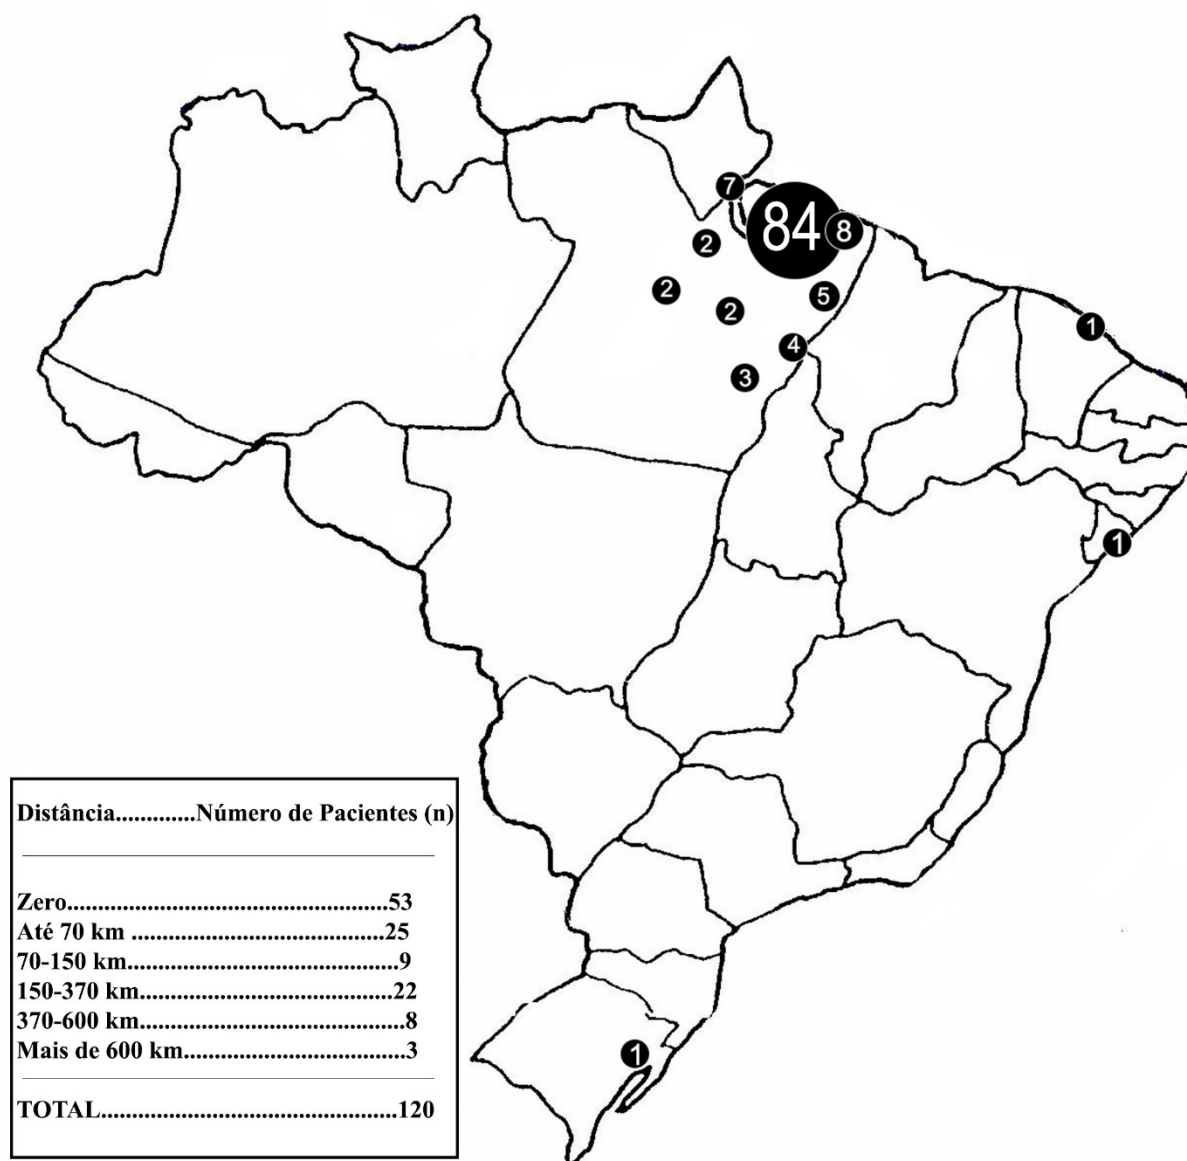 7
84
8
2
2
5
2
1
4
3
1
Distância.............Número de Pacientes (n)
Zero....................................................53
Até 70 km ......................................25
70-150 km.........................................9
150-370 km......................................22
370-600 km........................................8
Mais de 600 km.................................3
1
TOTAL............................................120